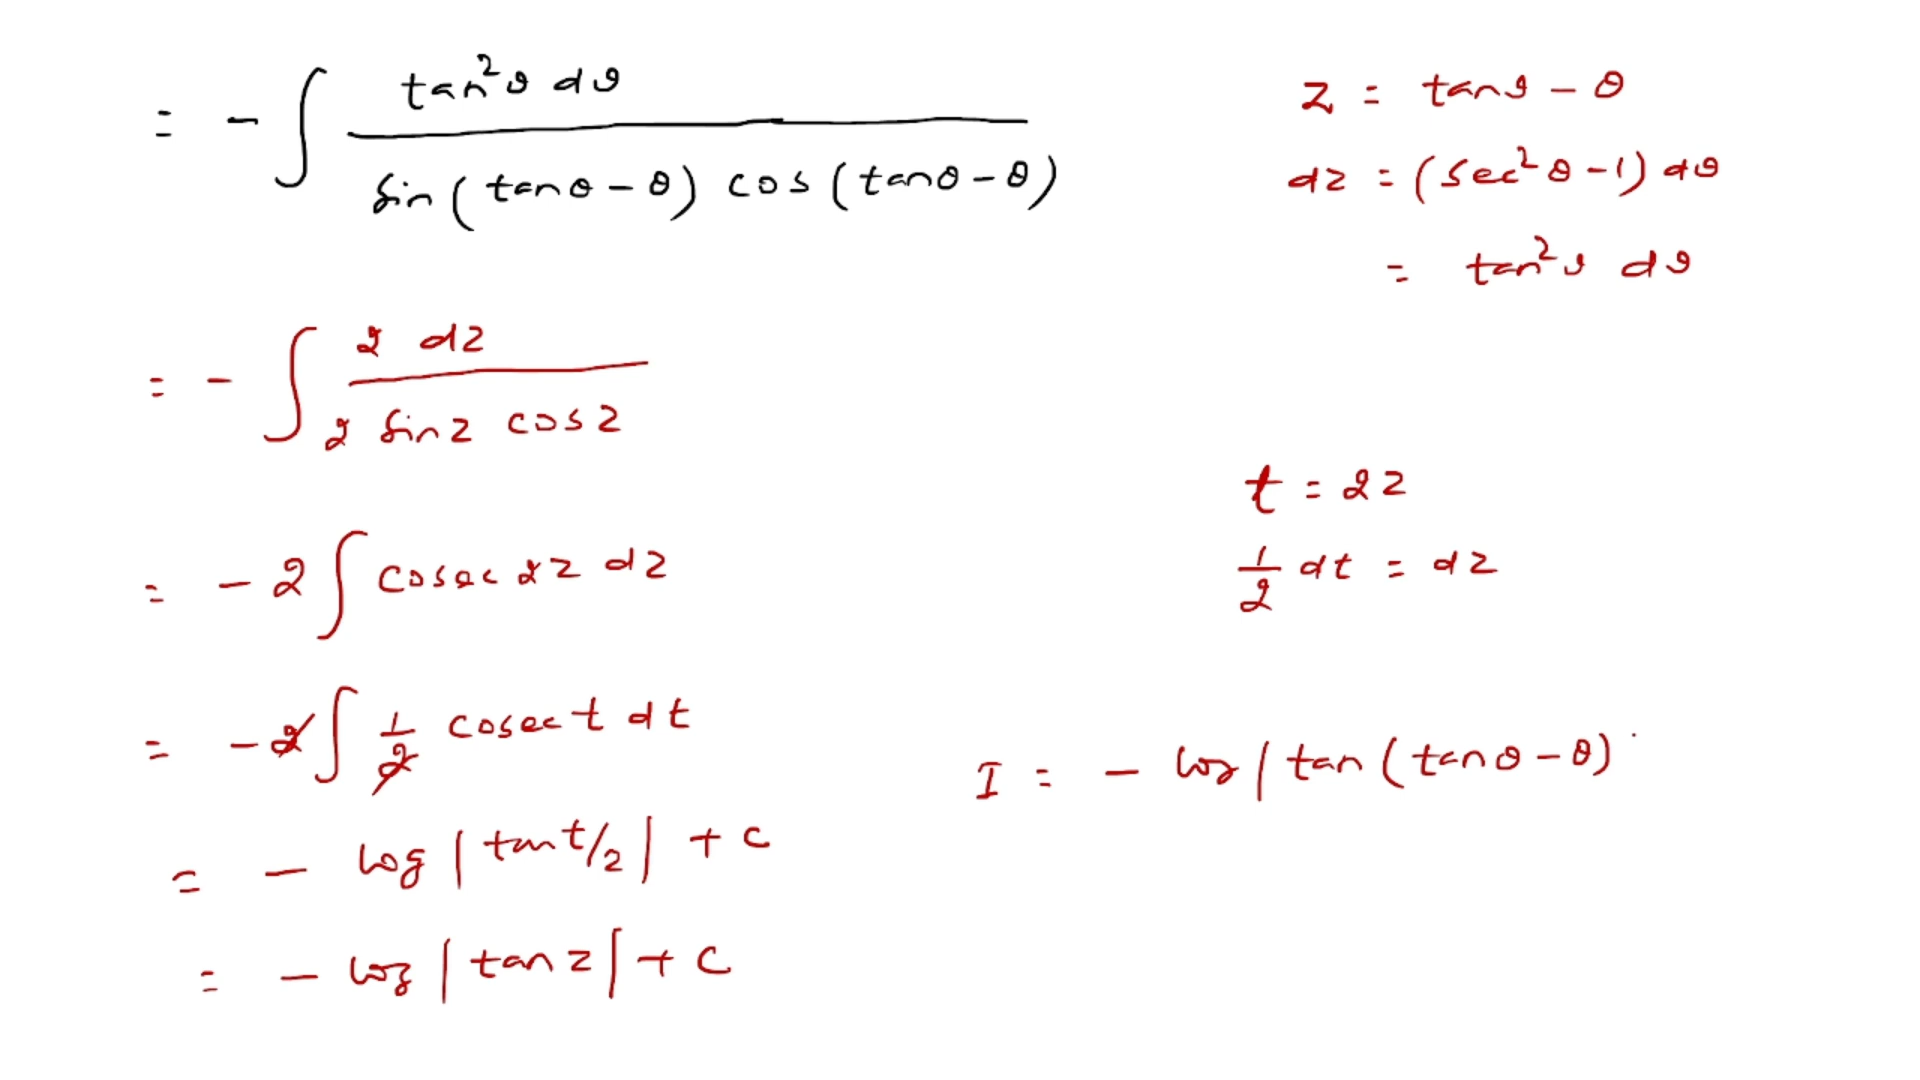 = - ∫ tan²θ dθ / sin(tanθ - θ) cos(tanθ - θ)
z = tanθ - θ
dz = (sec²θ - 1) dθ
= tan²θ dθ
= - ∫ 2 dz / 2 sin z cos z
= - 2 ∫ cosec 2z dz
t = 2z
1/2 dt = dz
= - 2 ∫ 1/2 cosec t dt
= - log | tan t/2 | + c
= - log | tan z | + c
I = - log | tan (tanθ - θ)